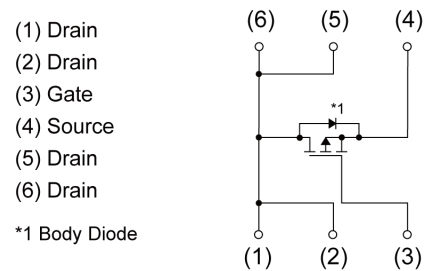 (1) Drain
(2) Drain
(3) Gate
(4) Source
(5) Drain
(6) Drain
*1 Body Diode
(6) (5) (4)
*1
(1) (2) (3)